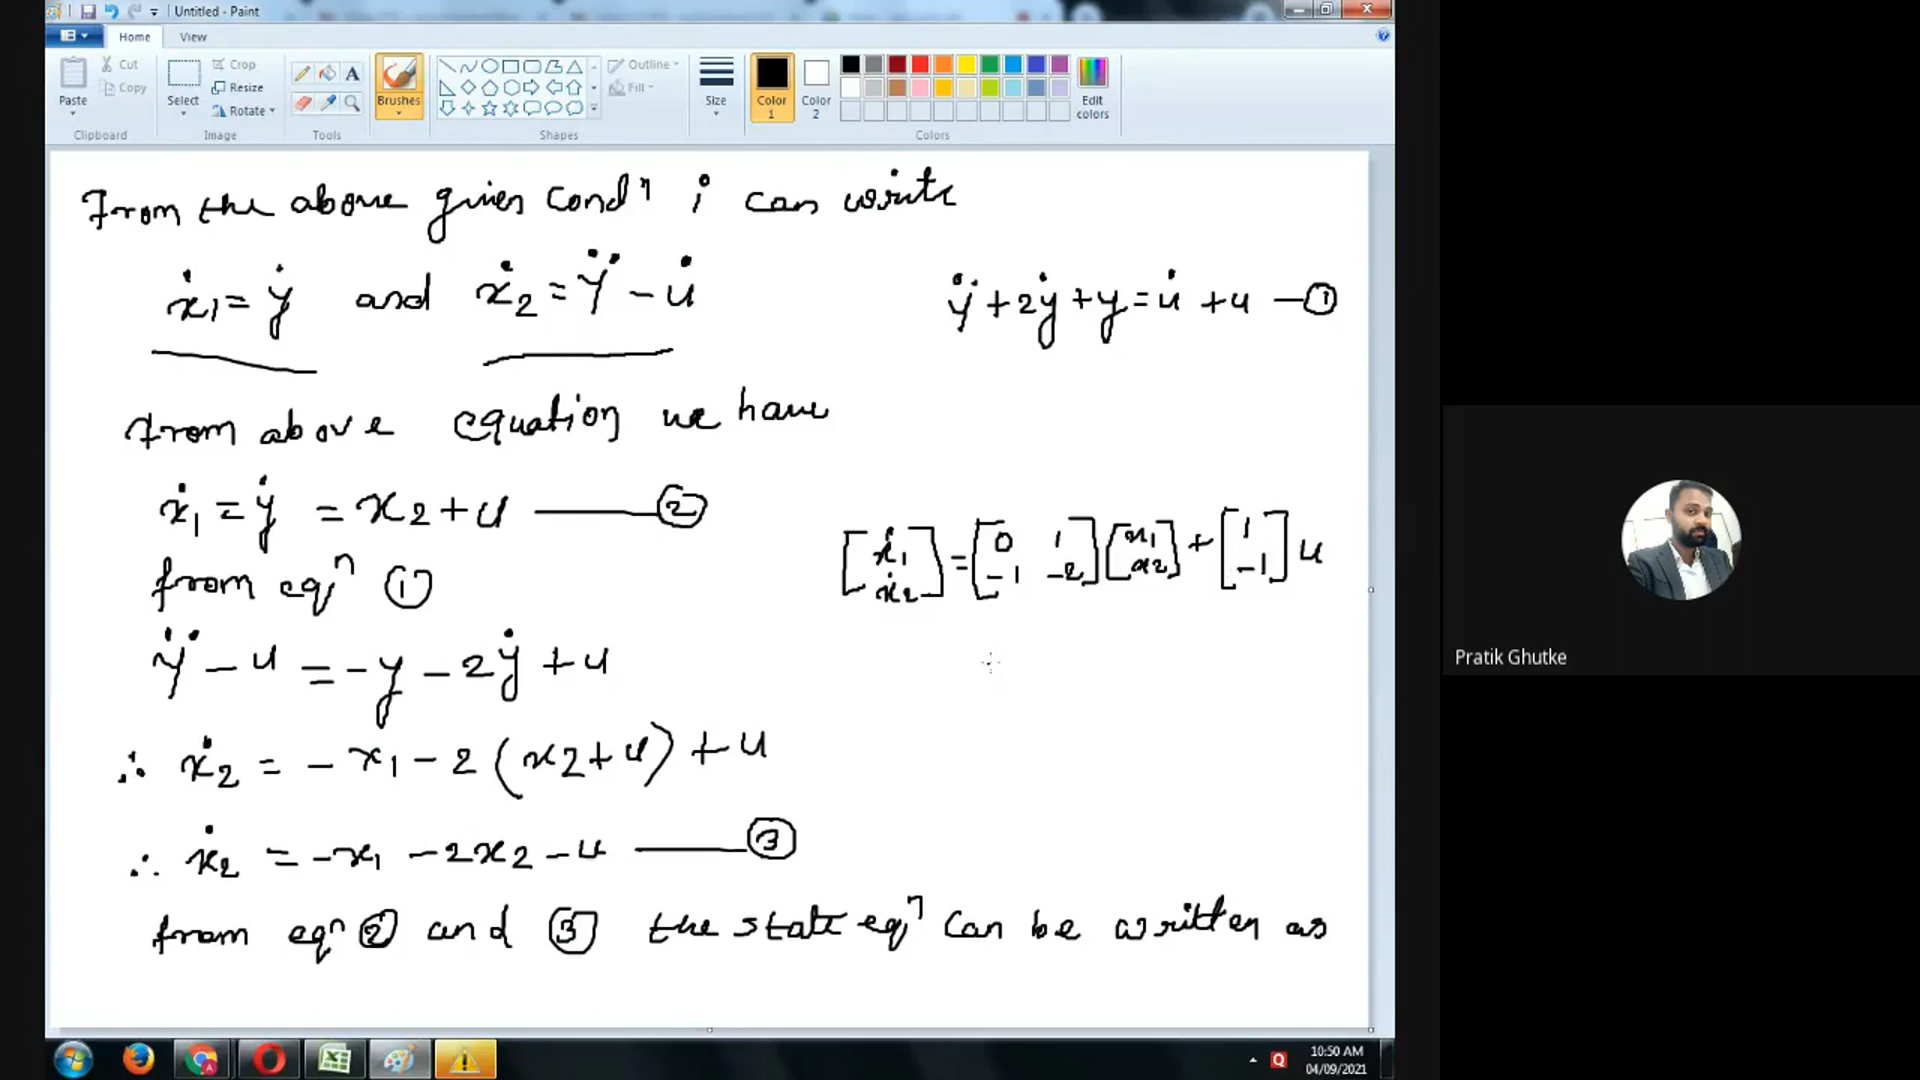 Untitled - Paint
Home View
Cut
Copy
Paste
Clipboard
Crop
Resize
Rotate
Select
Image
Tools
Brushes
Outline
Fill
Shapes
Size
Color 1
Color 2
Edit colors
Colors
From the above given condⁿ i can write
ẋ1 = ẏ and ẋ2 = ÿ - u̇
ÿ + 2ẏ + y = u̇ + u — ①
from above equation we have
ẋ1 = ẏ = x2 + u — ②
[ẋ1 ẋ2] = [0 1 -1 -2] [x1 x2] + [1 -1] u
from eqⁿ ①
ÿ - u = - y - 2ẏ + u
∴ ẋ2 = - x1 - 2 (x2 + u) + u
∴ ẋ2 = -x1 - 2x2 - u — ③
from eqⁿ ② and ③ the state eqⁿ can be written as
Pratik Ghutke
10:50 AM
04/09/2021